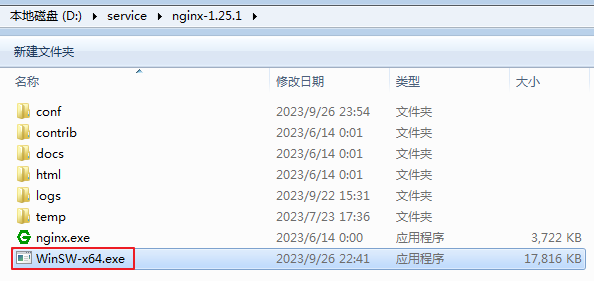 本地磁盘 (D:) ▸ service ▸ nginx-1.25.1 ▸
新建文件夹
名称 修改日期 类型 大小
conf 2023/9/26 23:54 文件夹
contrib 2023/6/14 0:01 文件夹
docs 2023/6/14 0:01 文件夹
html 2023/6/14 0:01 文件夹
logs 2023/9/22 15:31 文件夹
temp 2023/7/23 17:36 文件夹
nginx.exe 2023/6/14 0:00 应用程序 3,722 KB
WinSW-x64.exe 2023/9/26 22:41 应用程序 17,816 KB